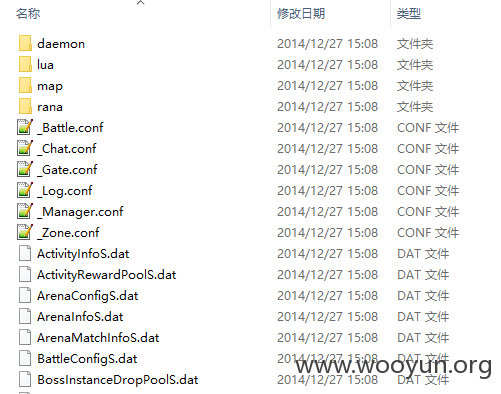 名称 修改日期 类型
daemon 2014/12/27 15:08 文件夹
lua 2014/12/27 15:08 文件夹
map 2014/12/27 15:08 文件夹
rana 2014/12/27 15:08 文件夹
_Battle.conf 2014/12/27 15:08 CONF 文件
_Chat.conf 2014/12/27 15:08 CONF 文件
_Gate.conf 2014/12/27 15:08 CONF 文件
_Log.conf 2014/12/27 15:08 CONF 文件
_Manager.conf 2014/12/27 15:08 CONF 文件
_Zone.conf 2014/12/27 15:08 CONF 文件
ActivityInfoS.dat 2014/12/27 15:08 DAT 文件
ActivityRewardPoolS.dat 2014/12/27 15:08 DAT 文件
ArenaConfigS.dat 2014/12/27 15:08 DAT 文件
ArenaInfoS.dat 2014/12/27 15:08 DAT 文件
ArenaMatchInfoS.dat 2014/12/27 15:08 DAT 文件
BattleConfigS.dat 2014/12/27 15:08 DAT 文件
www.wooyun.org
BossInstanceDropPoolS.dat 2014/12/27 15:08 DAT 文件